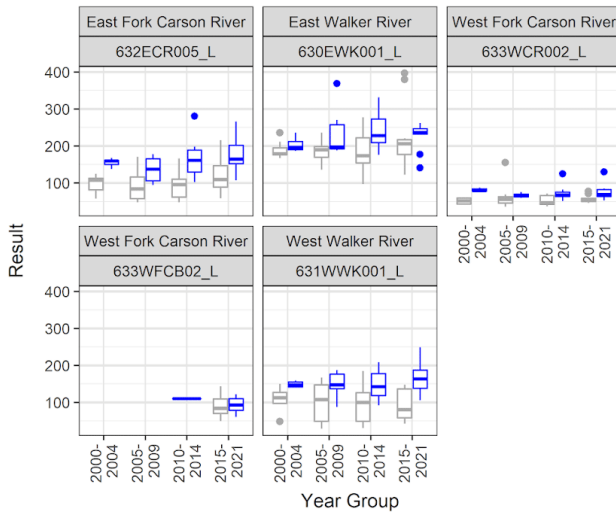 East Fork Carson River
East Walker River
West Fork Carson River
632ECR005_L
630EWK001_L
633WCR002_L
400
300
200
100
2000-
2004
2005-
2009
2010-
2014
2015-
2021
West Fork Carson River
West Walker River
633WFCB02_L
631WWK001_L
400
300
200
100
2000-
2004
2005-
2009
2010-
2014
2015-
2021
2000-
2004
2005-
2009
2010-
2014
2015-
2021
Result
Year Group